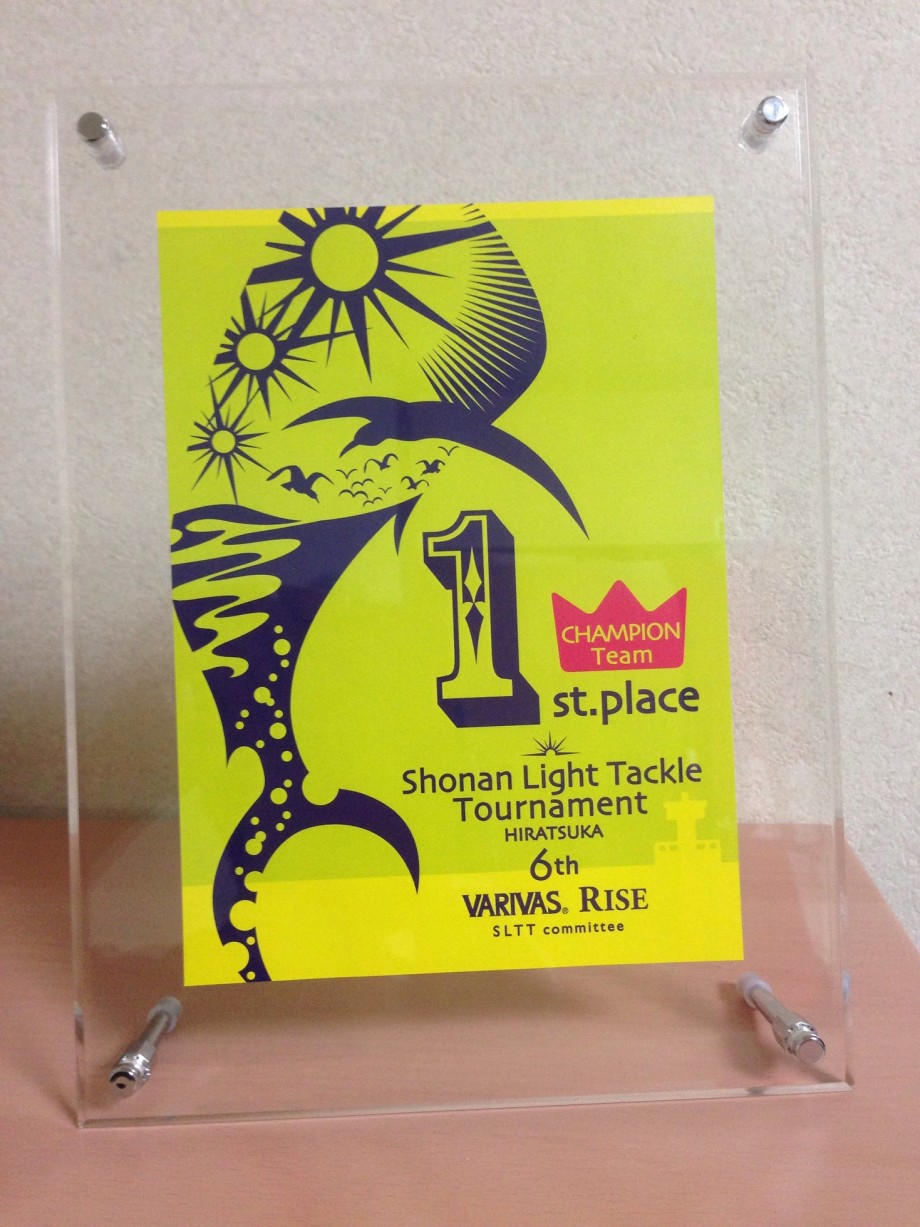 1
CHAMPION
Team
st.place
Shonan Light Tackle
Tournament
HIRATSUKA
6th
VARIVAS® RISE
SLTT committee